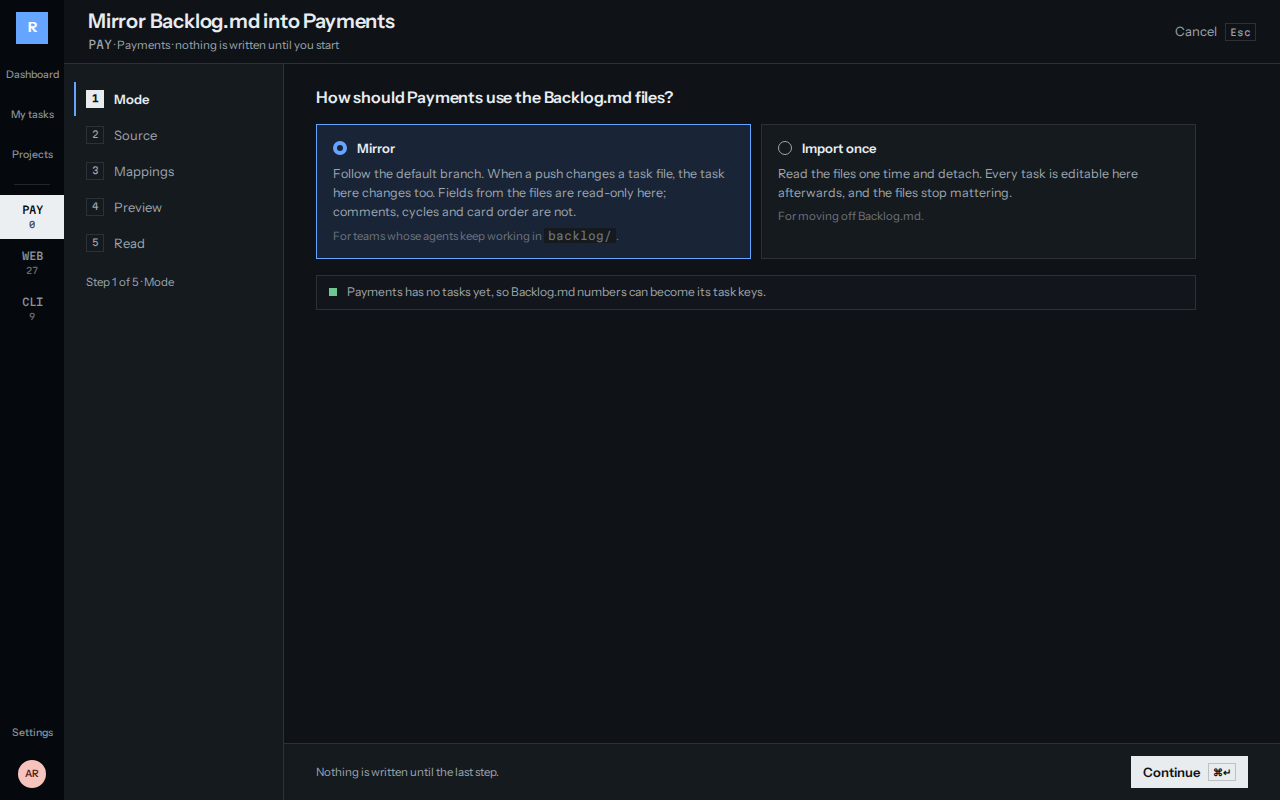 R
Dashboard
My tasks
Projects
PAY
0
WEB
27
CLI
9
Settings
AR
Mirror Backlog.md into Payments
PAY · Payments · nothing is written until you start
Cancel Esc
1 Mode
2 Source
3 Mappings
4 Preview
5 Read
Step 1 of 5 · Mode
How should Payments use the Backlog.md files?
Mirror
Follow the default branch. When a push changes a task file, the task
here changes too. Fields from the files are read-only here;
comments, cycles and card order are not.
For teams whose agents keep working in backlog/ .
Import once
Read the files one time and detach. Every task is editable here
afterwards, and the files stop mattering.
For moving off Backlog.md.
Payments has no tasks yet, so Backlog.md numbers can become its task keys.
Nothing is written until the last step.
Continue ⌘↵